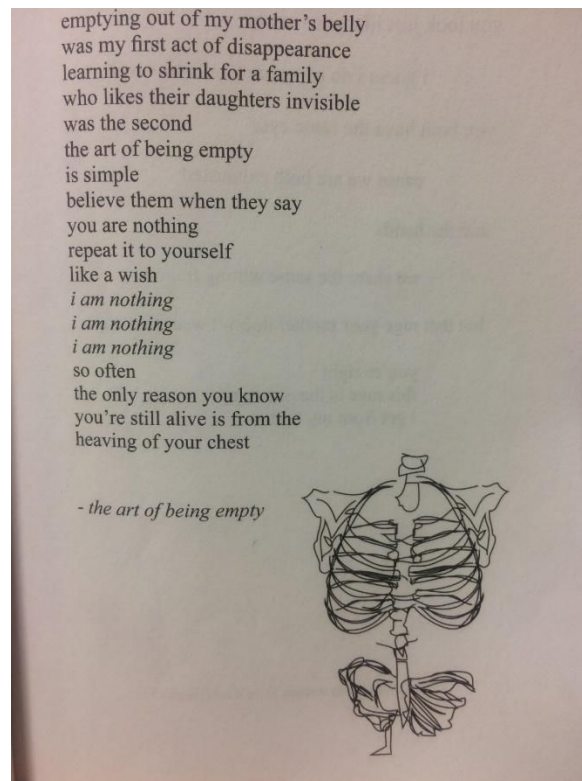 emptying out of my mother's belly
was my first act of disappearance
learning to shrink for a family
who likes their daughters invisible
was the second
the art of being empty
is simple
believe them when they say
you are nothing
repeat it to yourself
like a wish
i am nothing
i am nothing
i am nothing
so often
the only reason you know
you're still alive is from the
heaving of your chest
- the art of being empty